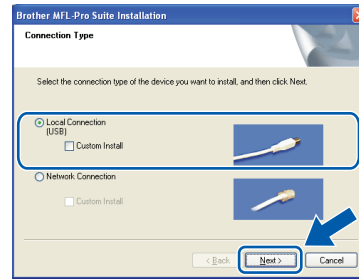 Brother MFL-Pro Suite Installation
Connection Type
Select the connection type of the device you want to install, and then click Next.
Local Connection
(USB)
Custom Install
Network Connection
Custom Install
< Back
Next >
Cancel